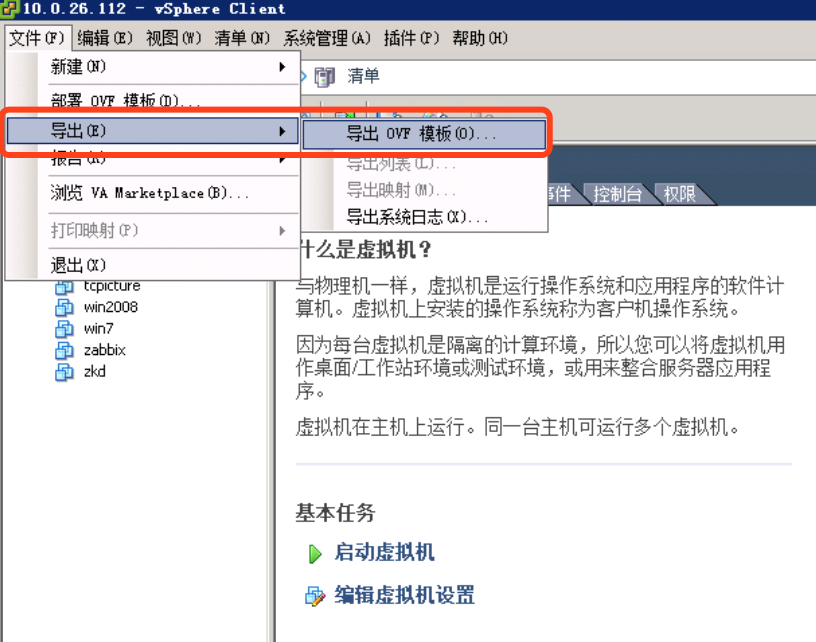 10.0.26.112 - vSphere Client
文件(F) 编辑(E) 视图(W) 清单(N) 系统管理(A) 插件(P) 帮助(H)
新建(N)
清单
部署 OVF 模板(D)...
导出(E)
导出 OVF 模板(O)...
报告(R)
导出列表(L)...
浏览 VA Marketplace(B)...
导出映射(M)...
事件 控制台 权限
导出系统日志(X)...
打印映射(P)
退出(X)
什么是虚拟机?
tcpicture
win2008
win7
zabbix
zkd
与物理机一样,虚拟机是运行操作系统和应用程序的软件计
算机。虚拟机上安装的操作系统称为客户机操作系统。
因为每台虚拟机是隔离的计算环境,所以您可以将虚拟机用
作桌面/工作站环境或测试环境,或用来整合服务器应用程
序。
虚拟机在主机上运行。同一台主机可运行多个虚拟机。
基本任务
启动虚拟机
编辑虚拟机设置